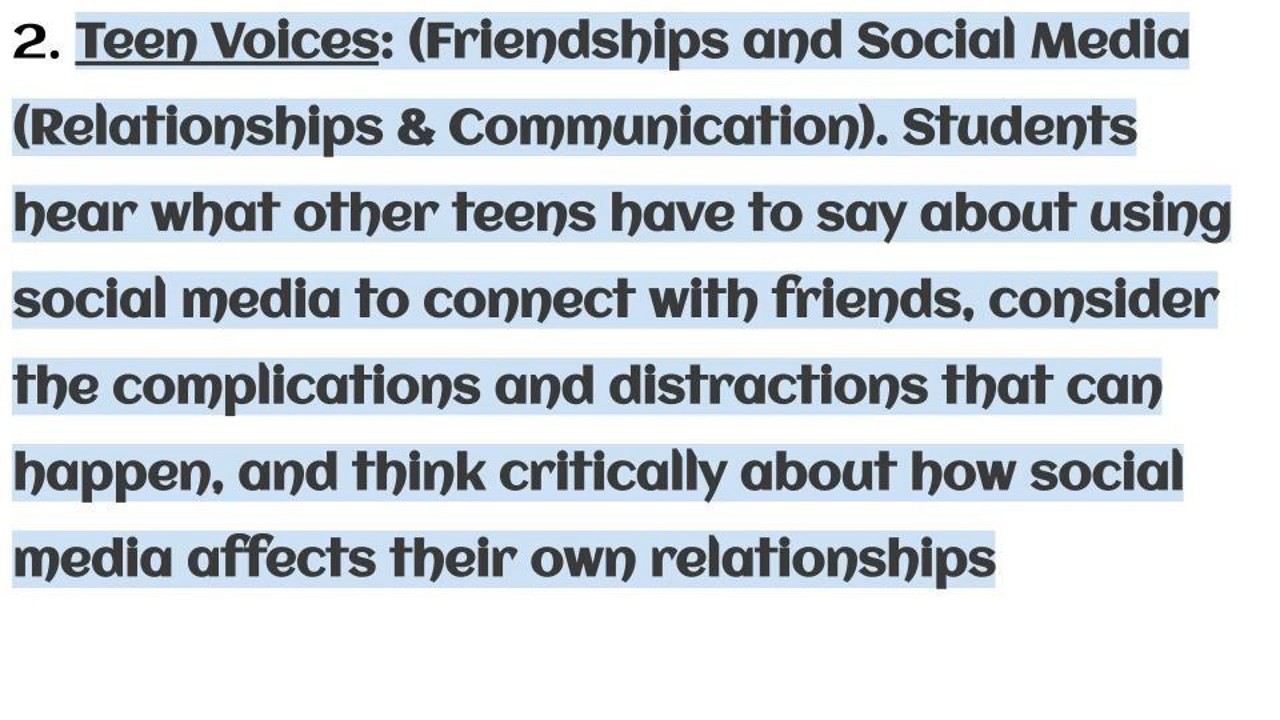 2. Teen Voices: (Friendships and Social Media
(Relationships & Communication). Students
hear what other teens have to say about using
social media to connect with friends, consider
the complications and distractions that can
happen, and think critically about how social
media affects their own relationships